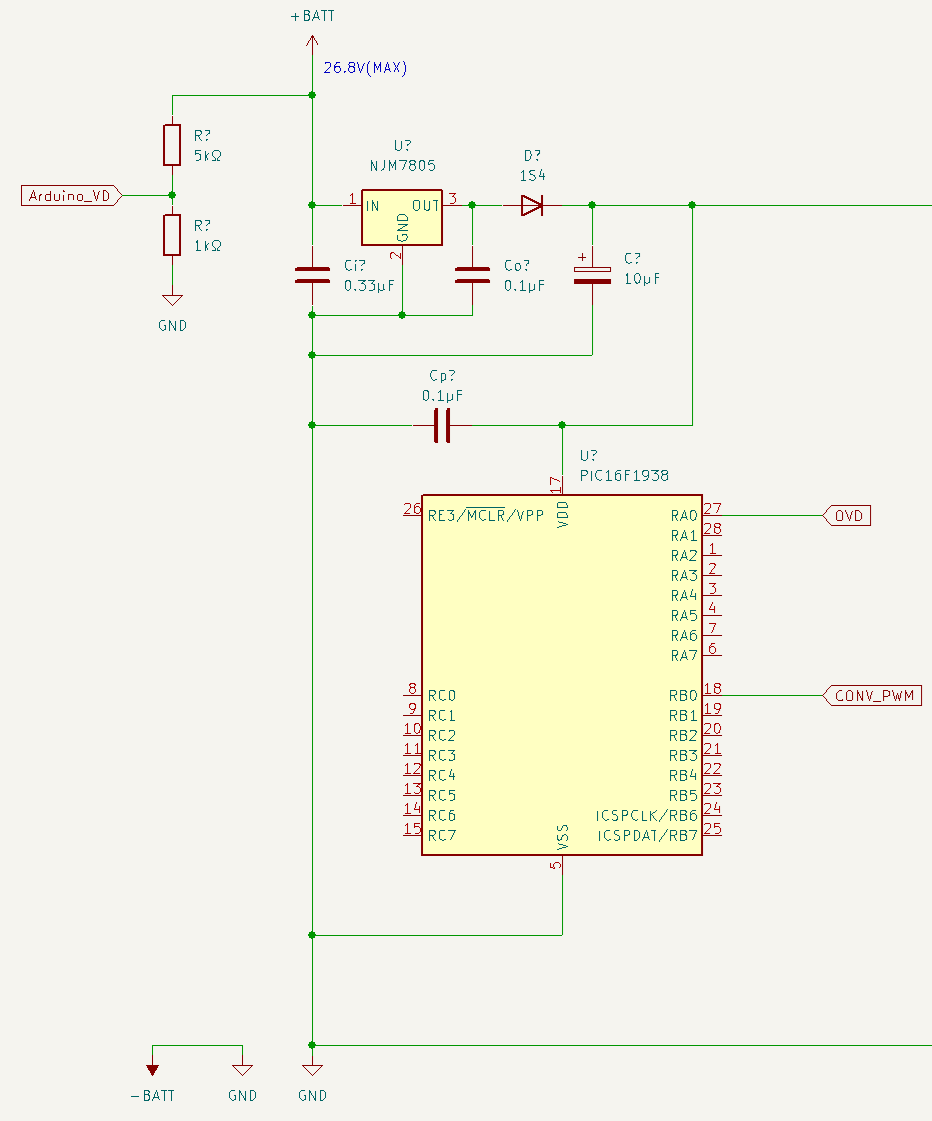 +BATT
26.8V(MAX)
R?
5kΩ
Arduino_VD
R?
1kΩ
GND
U?
NJM7805
1
IN
OUT
3
GND
2
D?
1S4
Ci?
0.33µF
Co?
0.1µF
+
C?
10µF
Cp?
0.1µF
U?
PIC16F1938
17
VDD
26
RE3/MCLR/VPP
RA0
27
OVD
RA1
28
RA2
1
RA3
2
RA4
3
RA5
4
RA6
7
RA7
6
8
RC0
RB0
18
CONV_PWM
9
RC1
RB1
19
10
RC2
RB2
20
11
RC3
RB3
21
12
RC4
RB4
22
13
RC5
RB5
23
14
RC6
ICSPCLK/RB6
24
15
RC7
ICSPDAT/RB7
25
VSS
5
-BATT
GND
GND